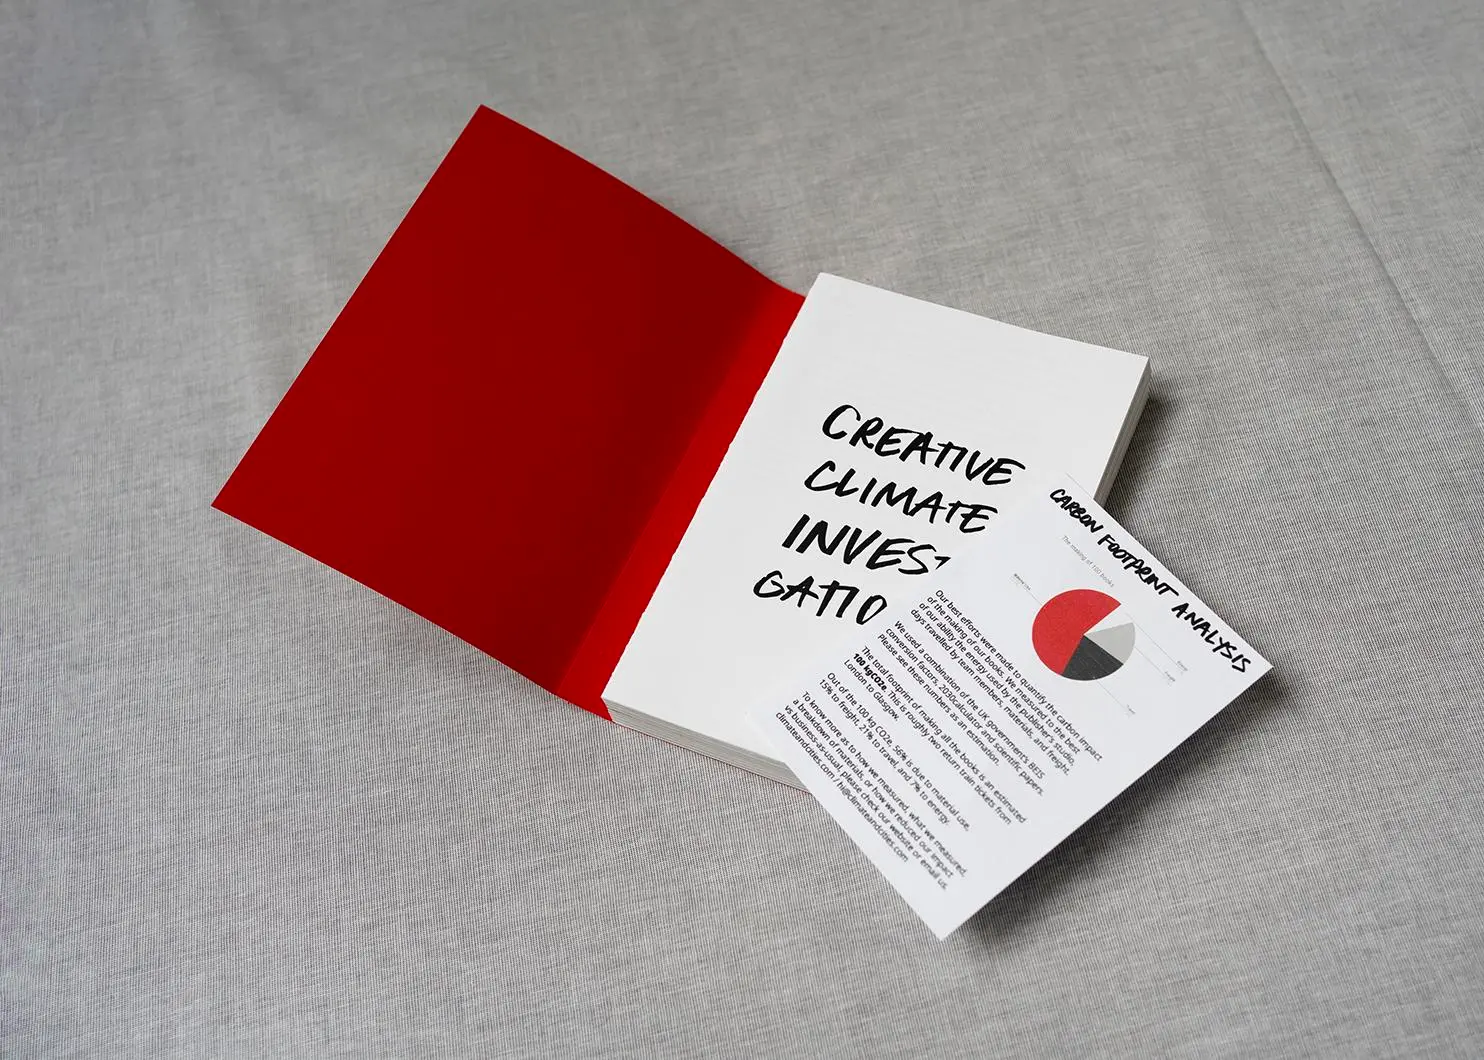 CREATIVE
CLIMATE
INVEST
GATIO
CARBON FOOTPRINT ANALYSIS
The making of 100 books
Our best efforts were made to quantify the carbon impact
of the making of our books. We measured to the best
of our ability the energy used by the publisher's studio,
days travelled by team members, materials, and freight.
We used a combination of the UK government's BEIS
conversion factors, 2030calculator and scientific papers.
Please see these numbers as an estimation.
The total footprint of making all the books is an estimated
100 kgCO2e. This is roughly two return train tickets from
London to Glasgow.
Out of the 100 kg CO2e, 56% is due to material use,
15% to freight, 21% to travel, and 7% to energy.
To know more as to how we measured, what we measured,
a breakdown of materials, or how we reduced our impact
vs business-as-usual, please check our website or email us.
climateandcities.com / hi@climateandcities.com